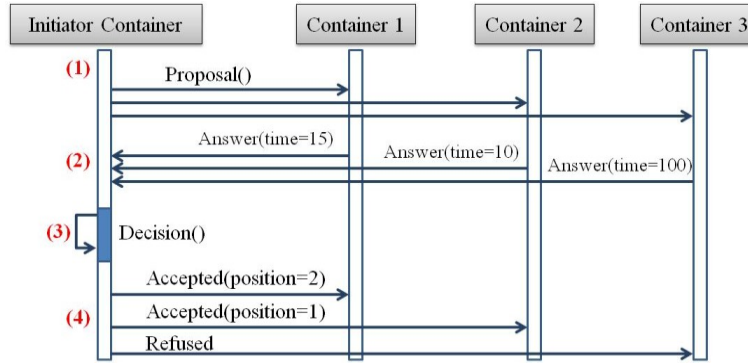 Initiator Container
Container 1
Container 2
Container 3
(1)
Proposal()
Answer(time=15)
Answer(time=10)
Answer(time=100)
(2)
(3)
Decision()
Accepted(position=2)
Accepted(position=1)
(4)
Refused